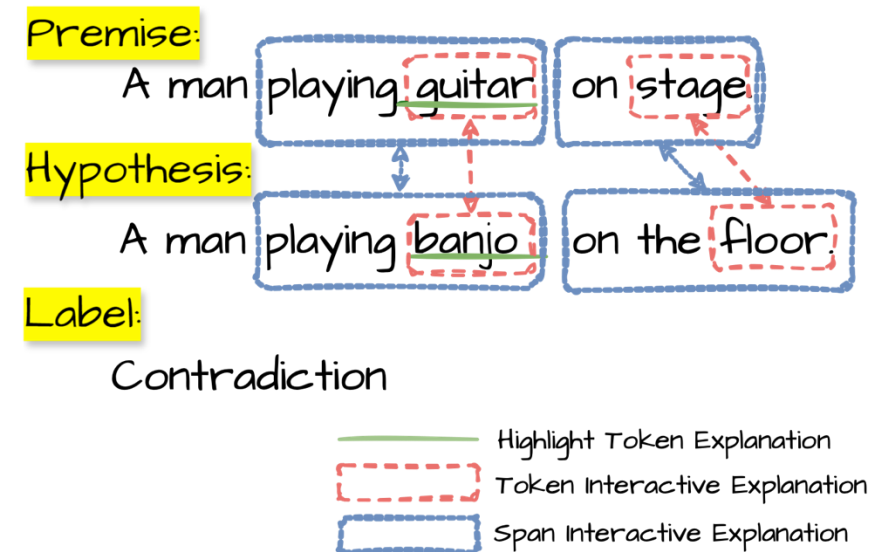 Premise:
A man playing guitar on stage.
Hypothesis:
A man playing banjo on the floor.
Label:
Contradiction
Highlight Token Explanation
Token Interactive Explanation
Span Interactive Explanation